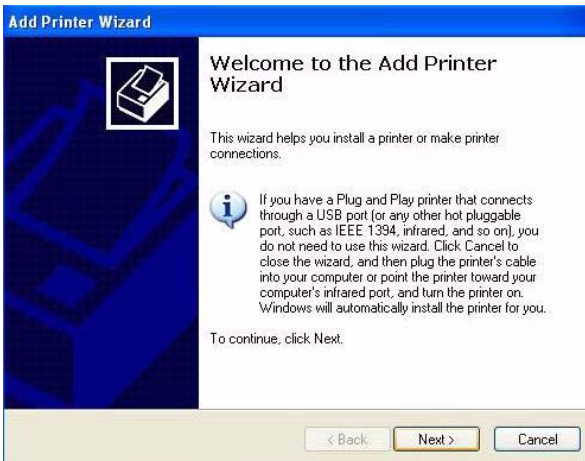 Add Printer Wizard
Welcome to the Add Printer
Wizard
This wizard helps you install a printer or make printer
connections.
If you have a Plug and Play printer that connects
through a USB port (or any other hot pluggable
port, such as IEEE 1394, infrared, and so on), you
do not need to use this wizard. Click Cancel to
close the wizard, and then plug the printer's cable
into your computer or point the printer toward your
computer's infrared port, and turn the printer on.
Windows will automatically install the printer for you.
To continue, click Next.
< Back
Next >
Cancel